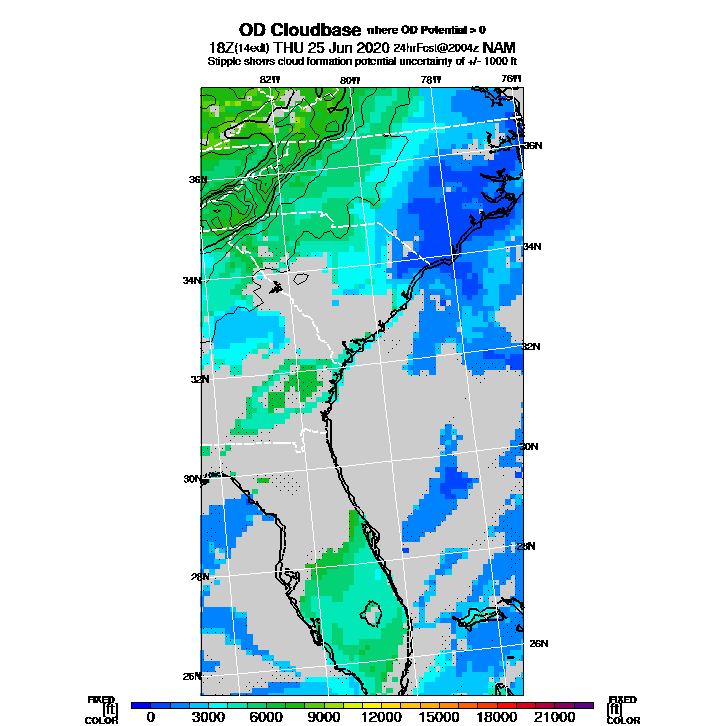 OD Cloudbase where OD Potential > 0
18Z(14edt) THU 25 Jun 2020 24hrFcst@2004z NAM
Stipple shows cloud formation potential uncertainty of +/- 1000 ft
82W 80W 78W 76W
36N
36N
34N
34N
32N
32N
30N
30N
28N
28N
26N
26N
FIXED FIXED
[ft] 0 3000 6000 9000 12000 15000 18000 21000 [ft]
COLOR COLOR